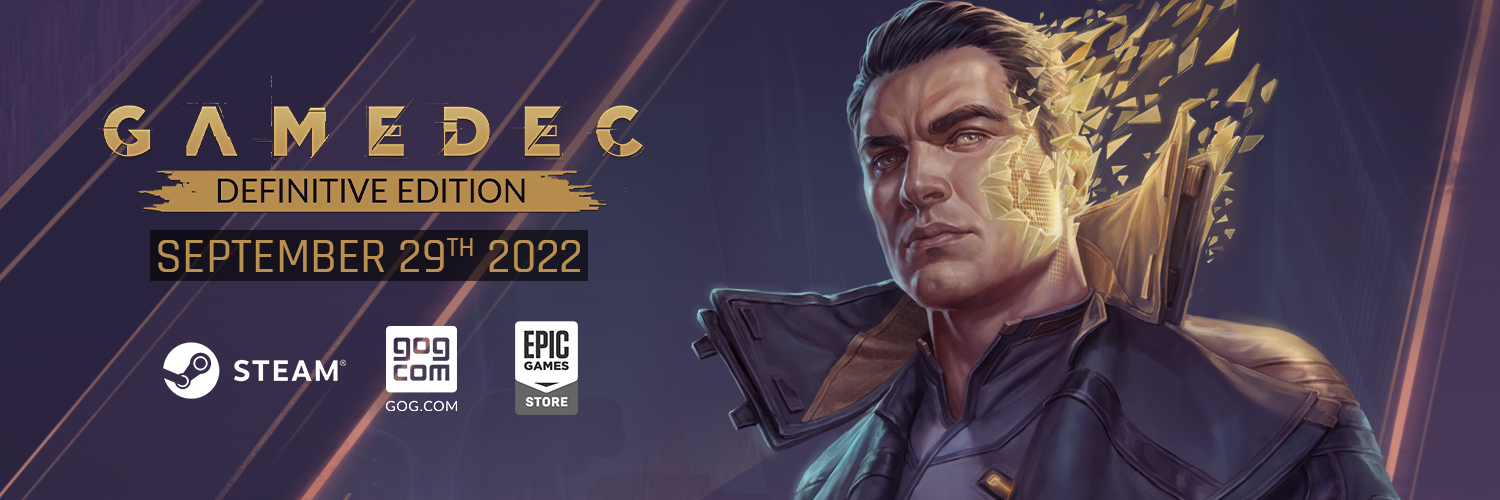 GAMEDEC
DEFINITIVE EDITION
SEPTEMBER 29TH 2022
STEAM®
gog
com
GOG.COM
EPIC
GAMES
STORE